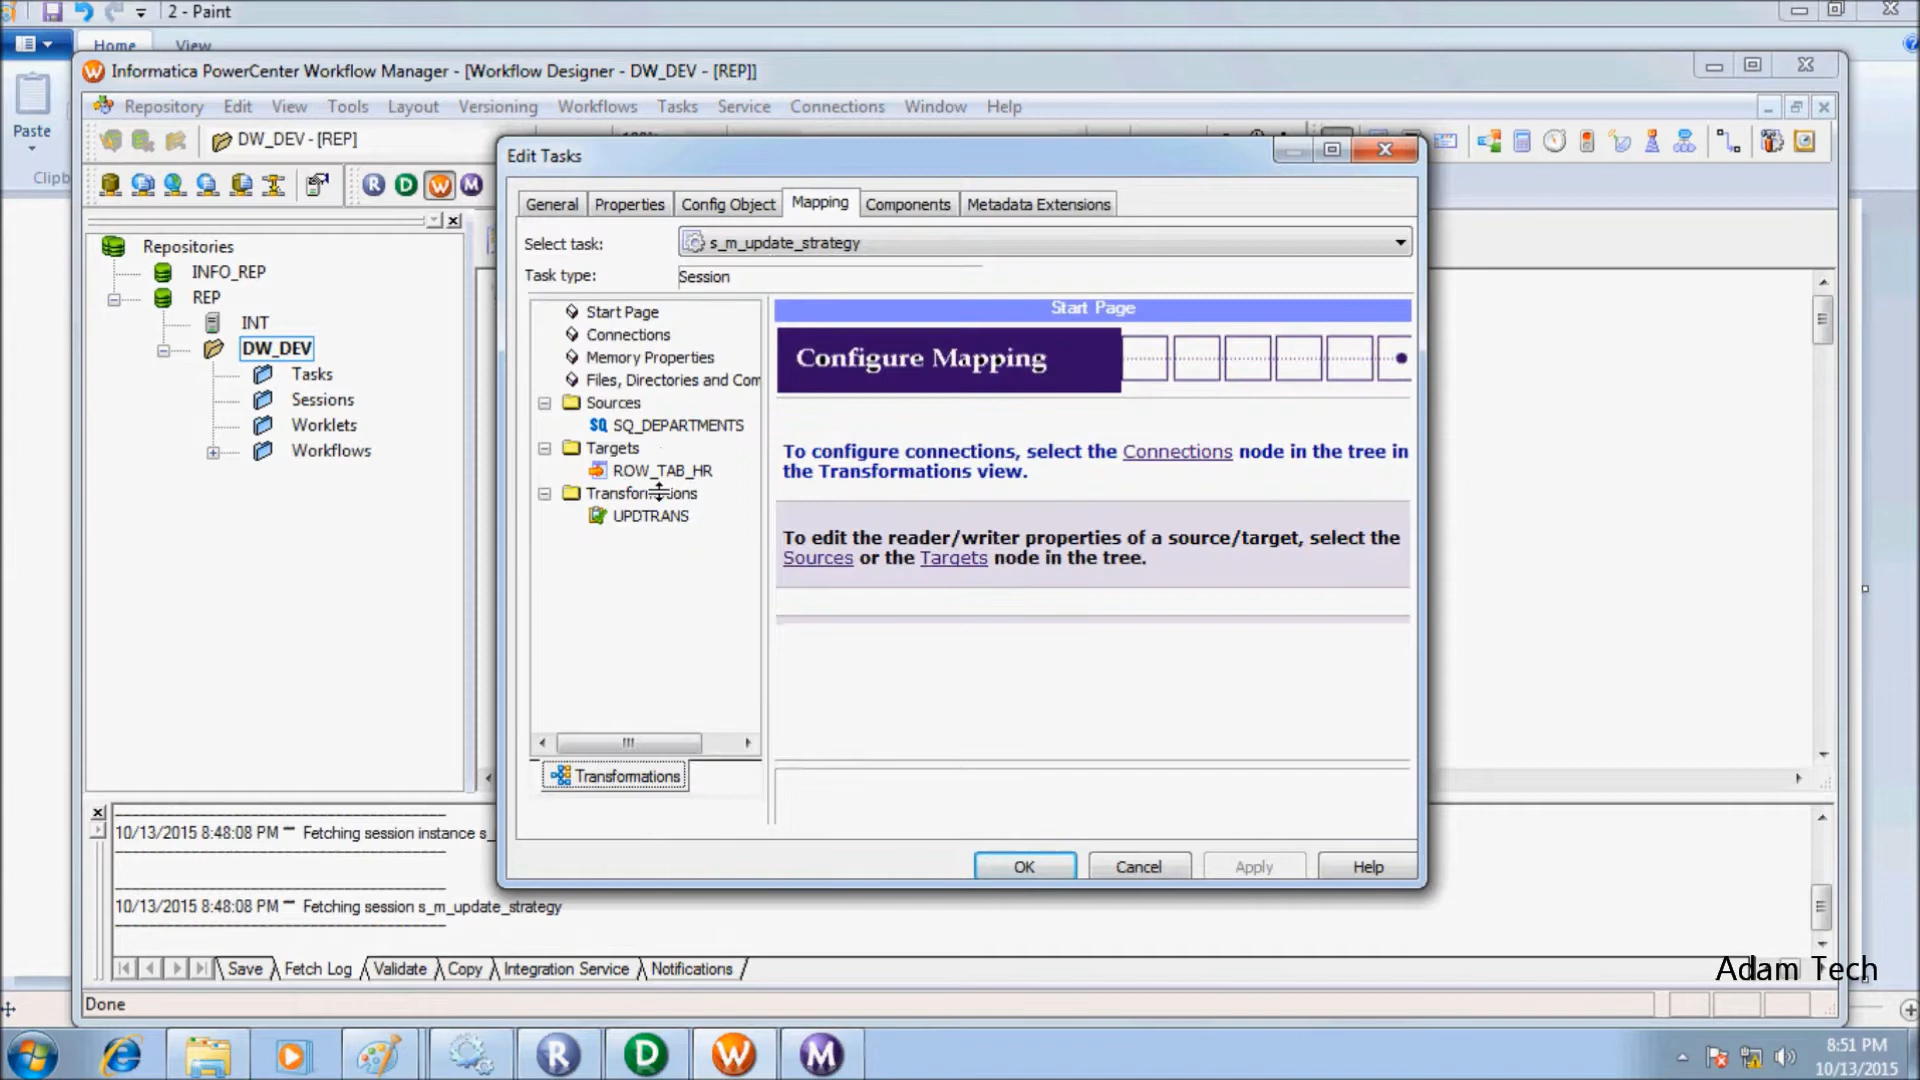 2 - Paint
Home
View
Paste
Clipb
Informatica PowerCenter Workflow Manager - [Workflow Designer - DW_DEV - [REP]]
Repository Edit View Tools Layout Versioning Workflows Tasks Service Connections Window Help
DW_DEV - [REP]
R D W M
Repositories
INFO_REP
REP
INT
DW_DEV
Tasks
Sessions
Worklets
Workflows
Edit Tasks
General Properties Config Object Mapping Components Metadata Extensions
Select task: s_m_update_strategy
Task type: Session
Start Page
Connections
Memory Properties
Files, Directories and Com
Sources
SQ SQ_DEPARTMENTS
Targets
ROW_TAB_HR
Transformations
UPDTRANS
Transformations
Start Page
Configure Mapping
To configure connections, select the Connections node in the tree in
the Transformations view.
To edit the reader/writer properties of a source/target, select the
Sources or the Targets node in the tree.
OK Cancel Apply Help
10/13/2015 8:48:08 PM ** Fetching session instance s_
10/13/2015 8:48:08 PM ** Fetching session s_m_update_strategy
Save Fetch Log Validate Copy Integration Service Notifications
Adam Tech
Done
R D W M
8:51 PM
10/13/2015